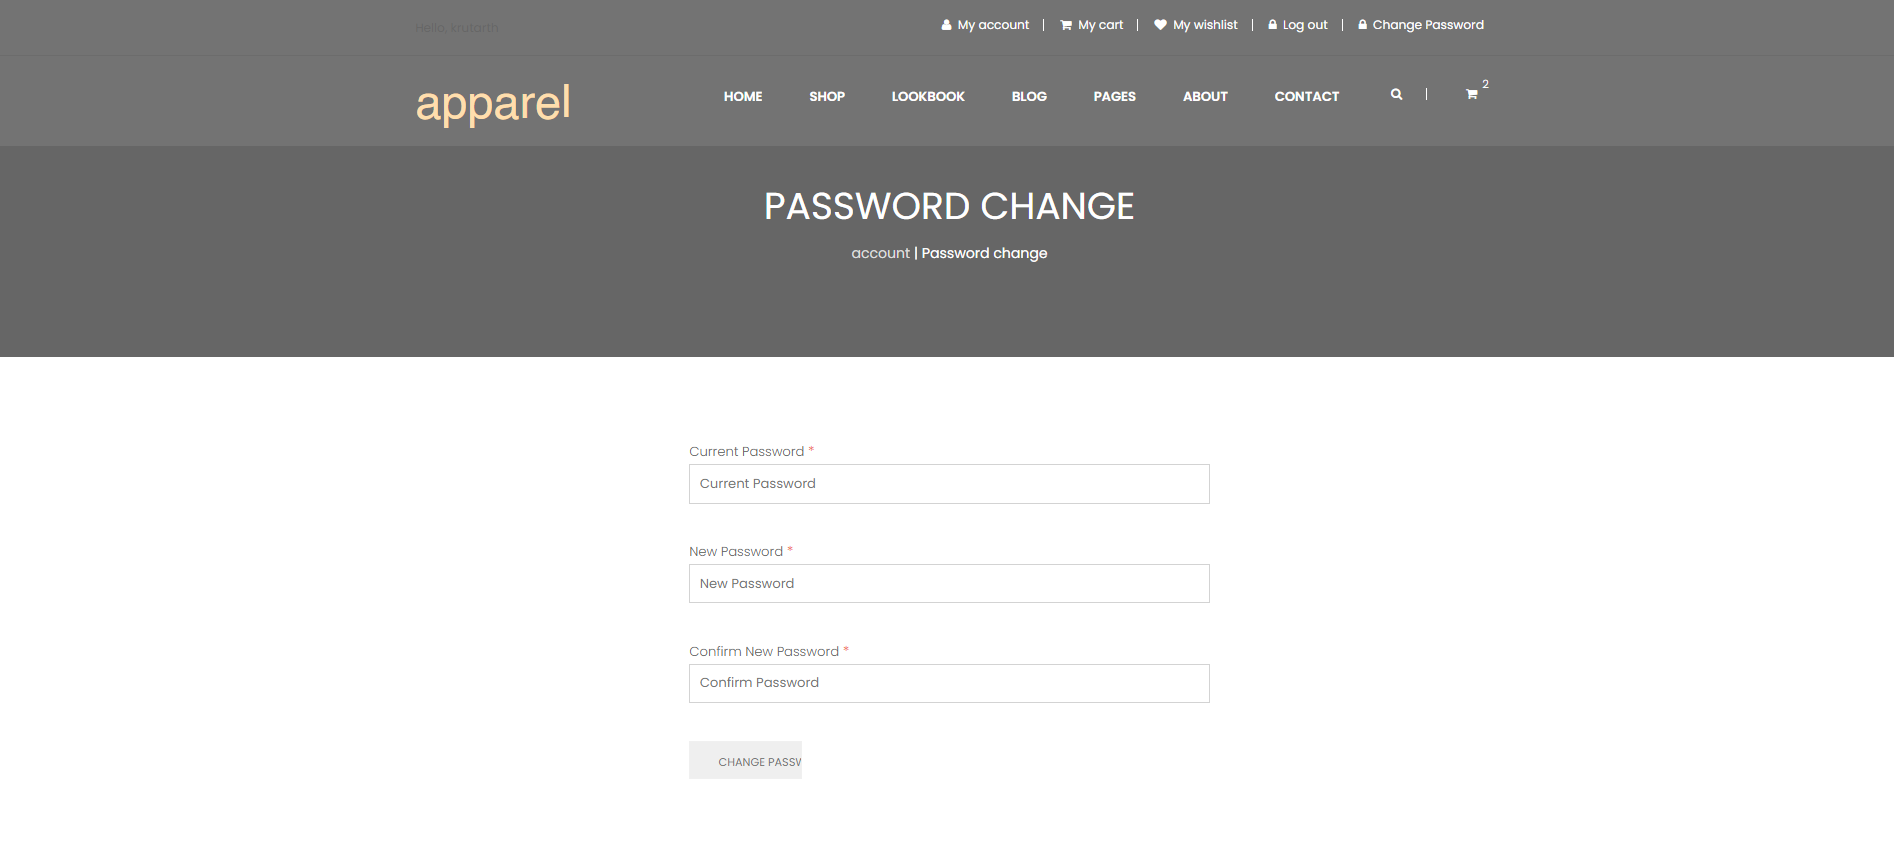 Hello, krutarth
My account | My cart | My wishlist | Log out | Change Password
apparel
HOME SHOP LOOKBOOK BLOG PAGES ABOUT CONTACT | 2
PASSWORD CHANGE
account | Password change
Current Password *
Current Password
New Password *
New Password
Confirm New Password *
Confirm Password
CHANGE PASSW